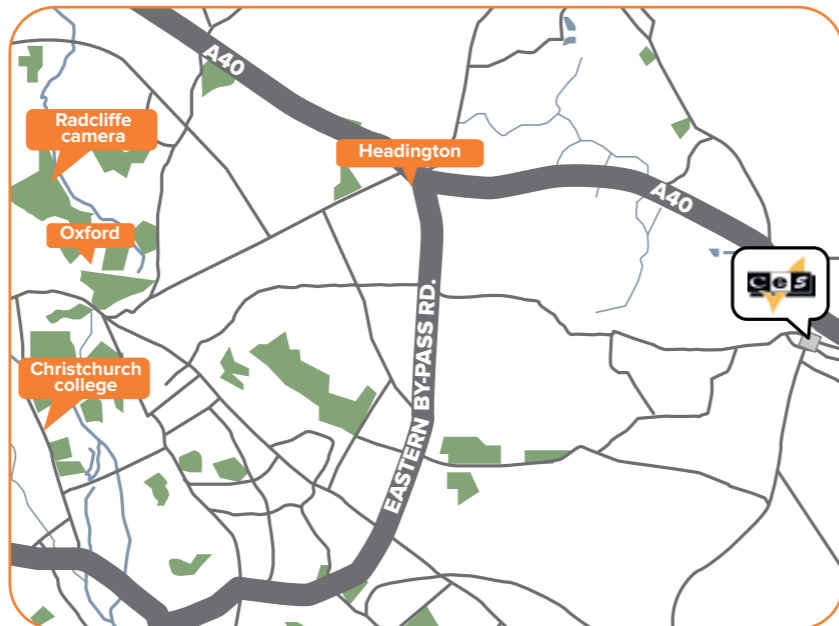 A40
Radcliffe
camera
Headington
A40
Oxford
ces
EASTERN BY-PASS RD.
Christchurch
college